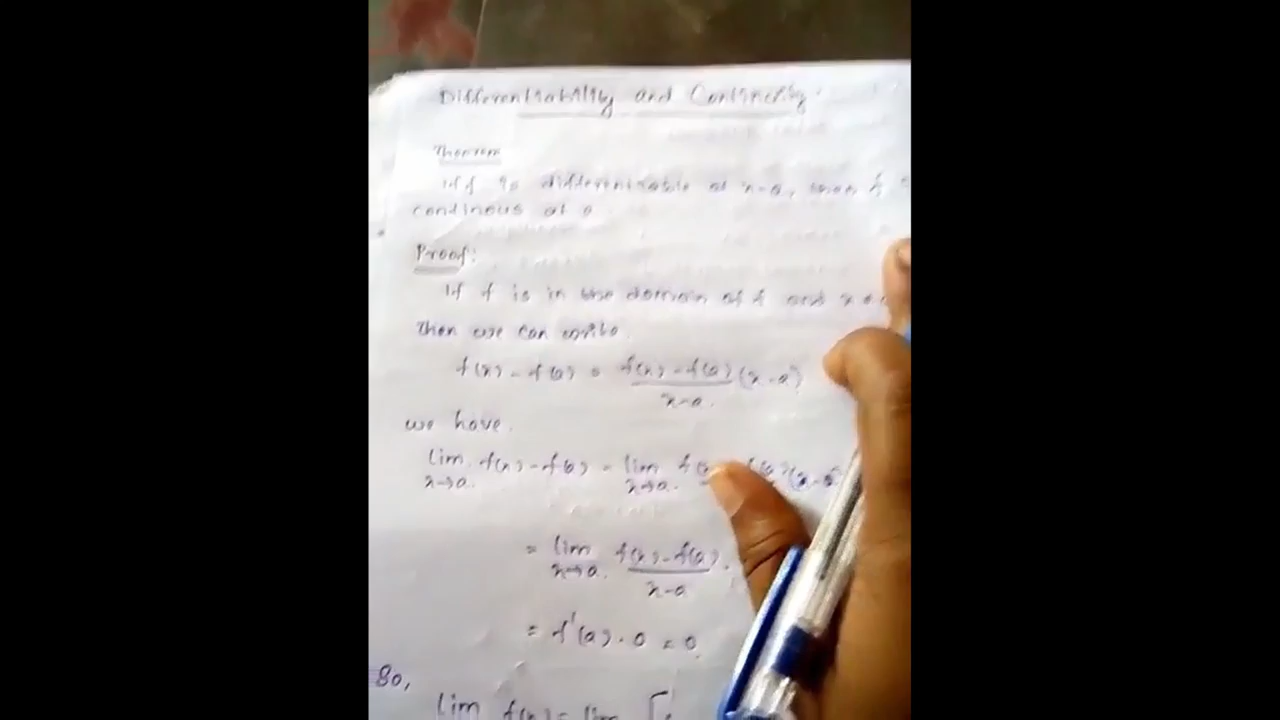 Differentiability and Continuity.
Theorem
If f is differentiable at x=a, then f
continous at a
Proof:
If f is in the domain of f and x ≠
Then we can write
f(x) - f(a) = f(x) - f(a) / x-a (x-a)
we have.
lim x→a f(x) - f(a) = lim x→a f(x) - f(a) (x-a)
= lim x→a f(x) - f(a) / x-a .
= f'(a) . 0 = 0.
So,
lim f(x) = lim [